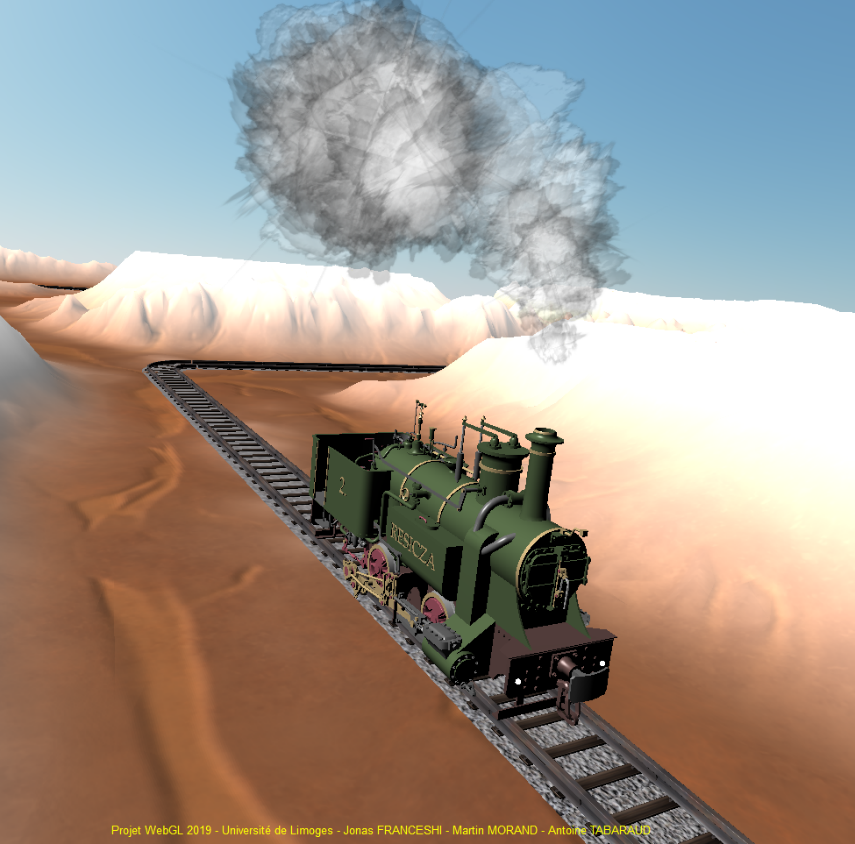 2
RESICZA
Projet WebGL 2019 - Université de Limoges - Jonas FRANCESHI - Martin MORAND - Antoine TABARAUD